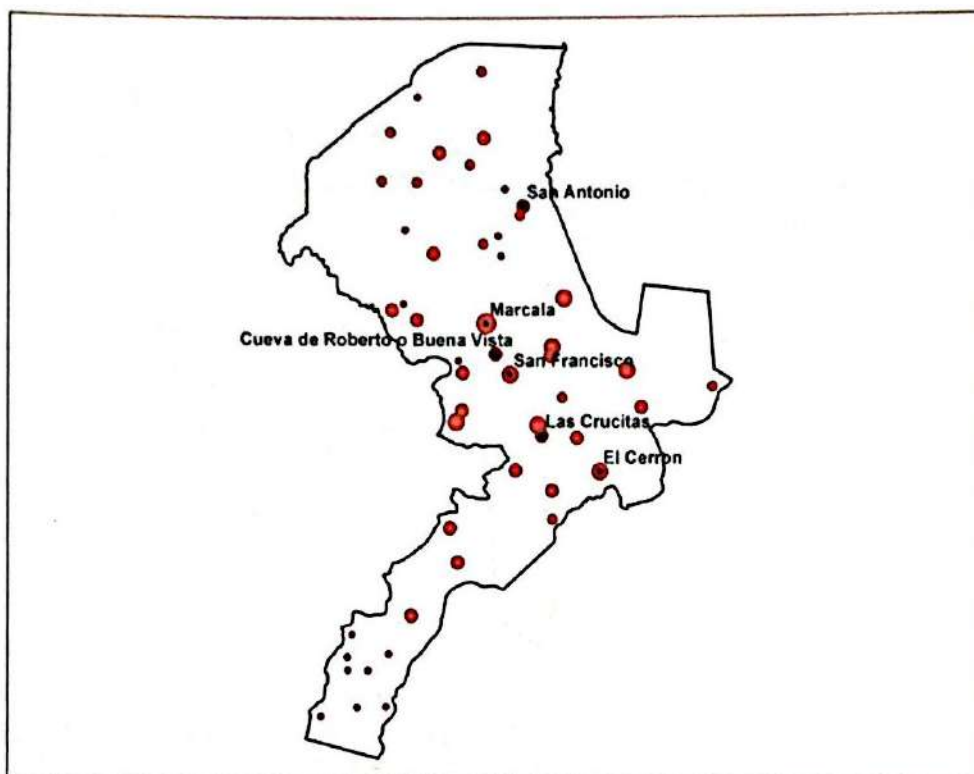 San Antonio
Marcala
Cueva de Roberto o Buena Vista
San Francisco
Las Crucitas
El Cerron